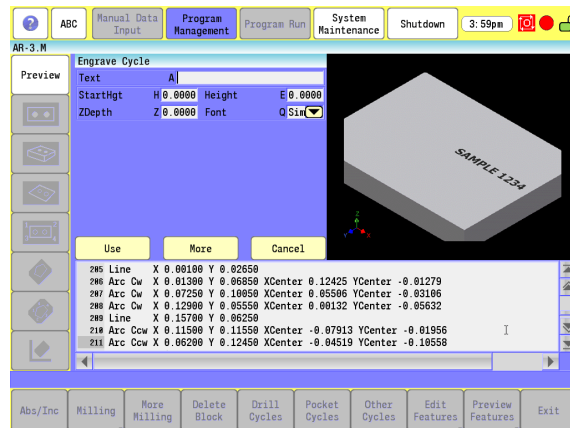 ? ABC Manual Data Input Program Management Program Run System Maintenance Shutdown 3:59pm
AR-3.M
Preview
Engrave Cycle
Text A
StartHgt H 0.0000 Height E 0.0000
ZDepth Z 0.0000 Font Q Sim
SAMPLE 1234
Z
Y X
Use More Cancel
205 Line X 0.00100 Y 0.02650
206 Arc Cw X 0.01300 Y 0.06850 XCenter 0.12425 YCenter -0.01279
207 Arc Cw X 0.07250 Y 0.10050 XCenter 0.05506 YCenter -0.03106
208 Arc Cw X 0.12900 Y 0.05550 XCenter 0.00132 YCenter -0.05632
209 Line X 0.15700 Y 0.06250
210 Arc Ccw X 0.11500 Y 0.11550 XCenter -0.07913 YCenter -0.01956
211 Arc Ccw X 0.06200 Y 0.12450 XCenter -0.04519 YCenter -0.10558
Abs/Inc Milling More Milling Delete Block Drill Cycles Pocket Cycles Other Cycles Edit Features Preview Features Exit